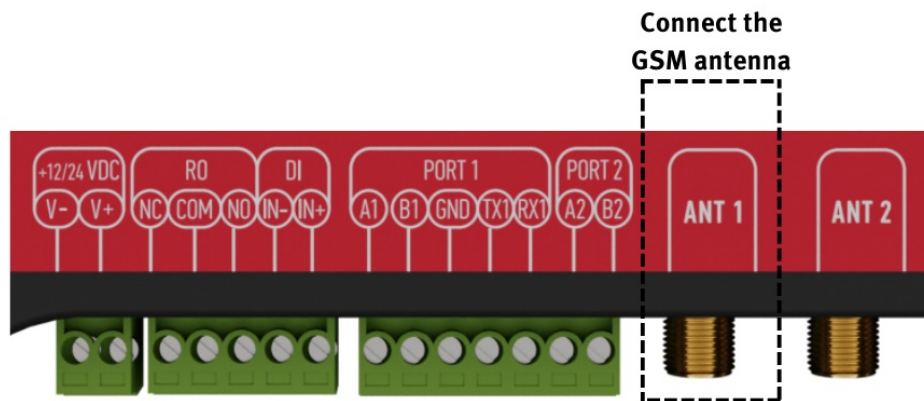 Connect the
GSM antenna
+12/24 VDC
RO
DI
PORT 1
PORT 2
V- V+ NC COM NO IN- IN+ A1 B1 GND TX1 RX1 A2 B2
ANT 1
ANT 2